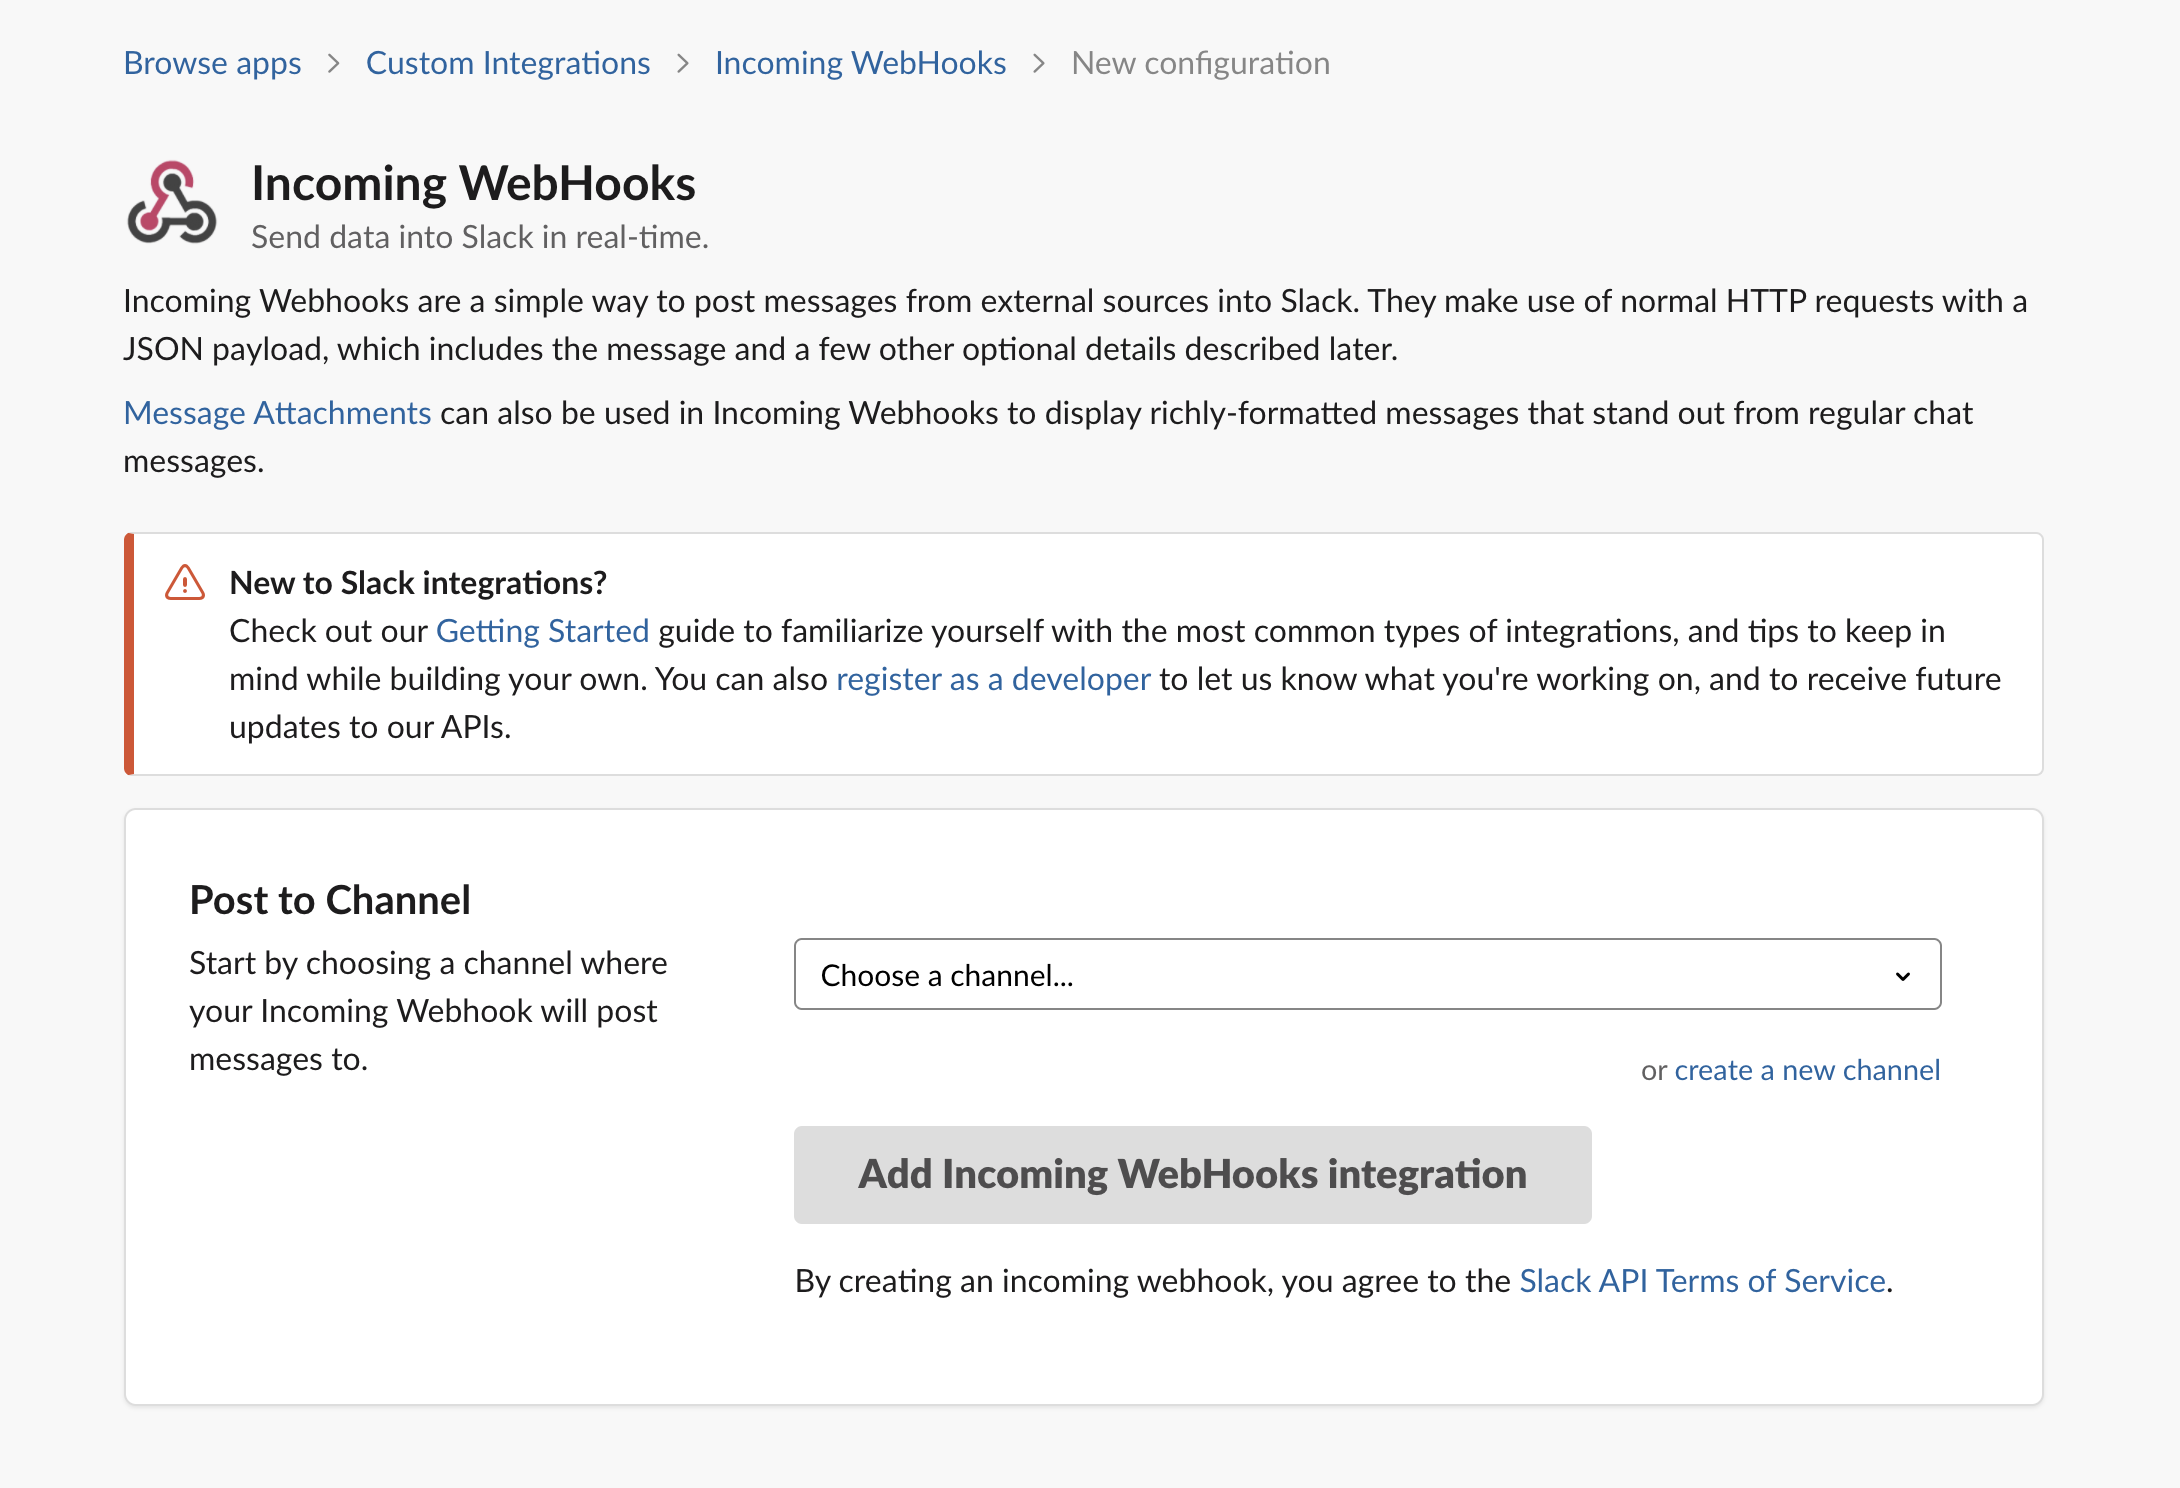 Browse apps > Custom Integrations > Incoming WebHooks > New configuration
Incoming WebHooks
Send data into Slack in real-time.
Incoming Webhooks are a simple way to post messages from external sources into Slack. They make use of normal HTTP requests with a
JSON payload, which includes the message and a few other optional details described later.
Message Attachments can also be used in Incoming Webhooks to display richly-formatted messages that stand out from regular chat
messages.
New to Slack integrations?
Check out our Getting Started guide to familiarize yourself with the most common types of integrations, and tips to keep in
mind while building your own. You can also register as a developer to let us know what you're working on, and to receive future
updates to our APIs.
Post to Channel
Start by choosing a channel where
your Incoming Webhook will post
messages to.
Choose a channel...
or create a new channel
Add Incoming WebHooks integration
By creating an incoming webhook, you agree to the Slack API Terms of Service.